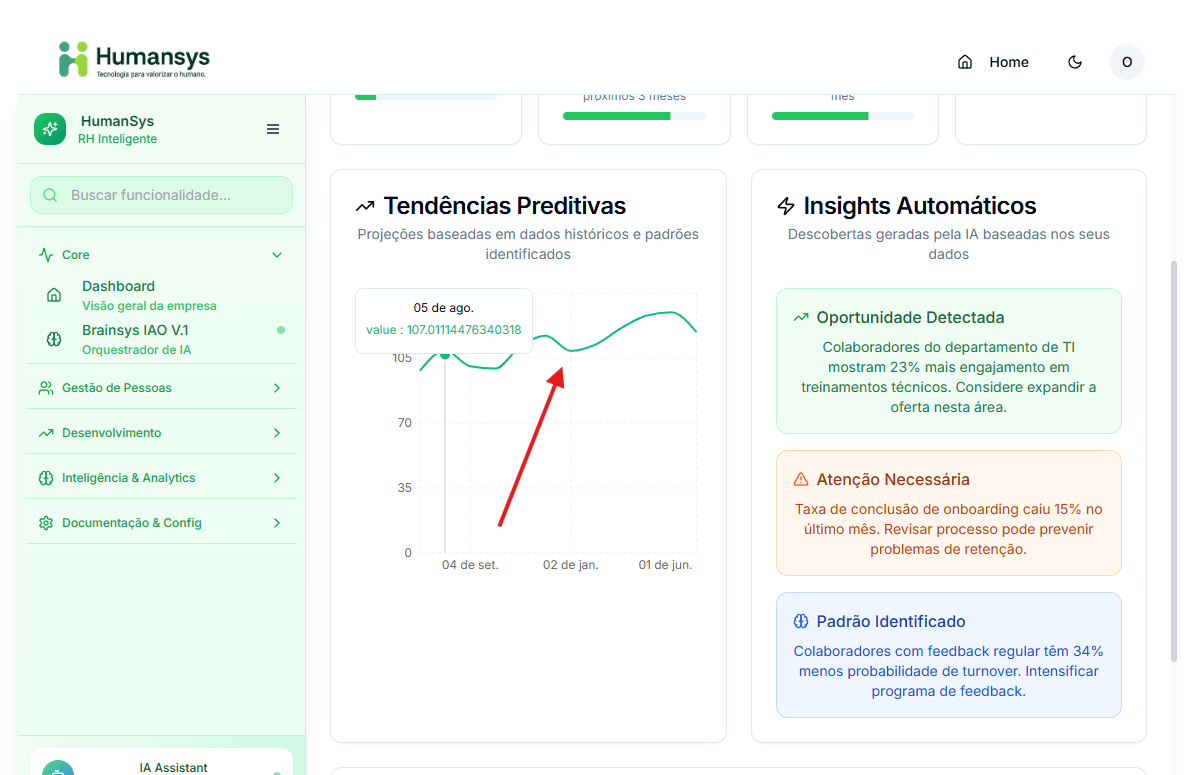 Humansys
Tecnologia para valorizar o humano.
Home
O
HumanSys
RH Inteligente
Buscar funcionalidade...
Core
Dashboard
Visão geral da empresa
Brainsys IAO V.1
Orquestrador de IA
Gestão de Pessoas
Desenvolvimento
Inteligência & Analytics
Documentação & Config
IA Assistant
próximos 3 meses
mês
Tendências Preditivas
Projeções baseadas em dados históricos e padrões
identificados
05 de ago.
value : 107.01114476340318
105
70
35
0
04 de set.
02 de jan.
01 de jun.
Insights Automáticos
Descobertas geradas pela IA baseadas nos seus
dados
Oportunidade Detectada
Colaboradores do departamento de TI
mostram 23% mais engajamento em
treinamentos técnicos. Considere expandir a
oferta nesta área.
Atenção Necessária
Taxa de conclusão de onboarding caiu 15% no
último mês. Revisar processo pode prevenir
problemas de retenção.
Padrão Identificado
Colaboradores com feedback regular têm 34%
menos probabilidade de turnover. Intensificar
programa de feedback.